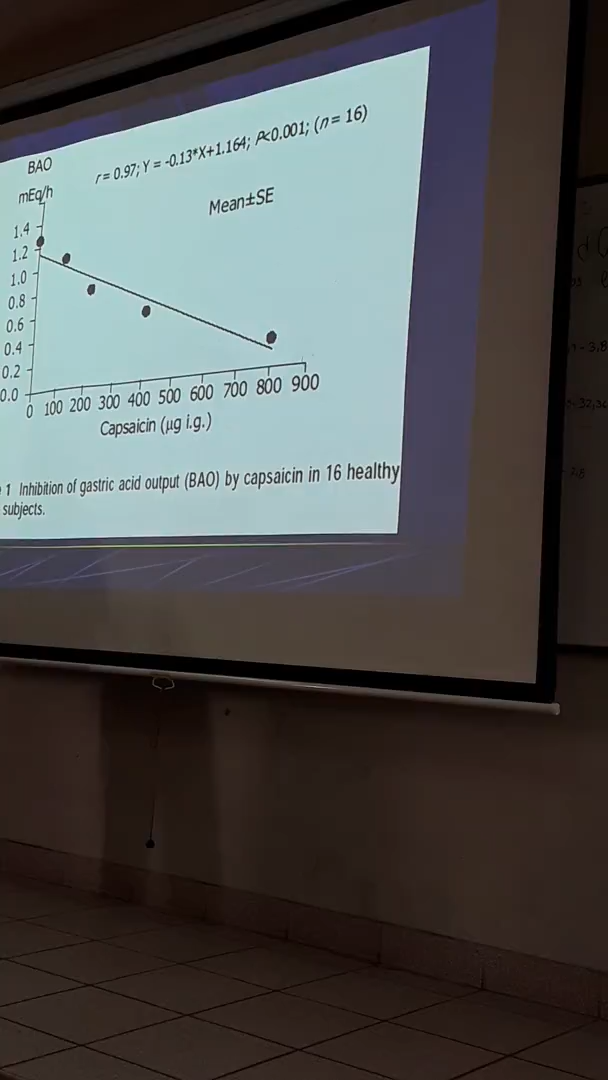 BAO
mEq/h
r = 0.97; Y = -0.13*X+1.164; P<0.001; (n = 16)
Mean±SE
1.4
1.2
1.0
0.8
0.6
0.4
0.2
0.0
0 100 200 300 400 500 600 700 800 900
Capsaicin (μg i.g.)
1 Inhibition of gastric acid output (BAO) by capsaicin in 16 healthy
subjects.